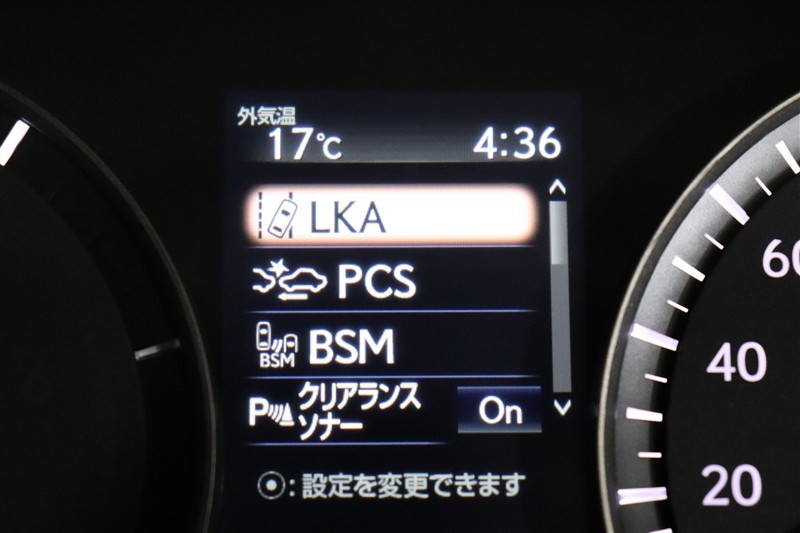 外気温
17℃ 4:36
LKA
PCS
BSM BSM
P クリアランス
ソナー On
:設定を変更できます
60
40
20